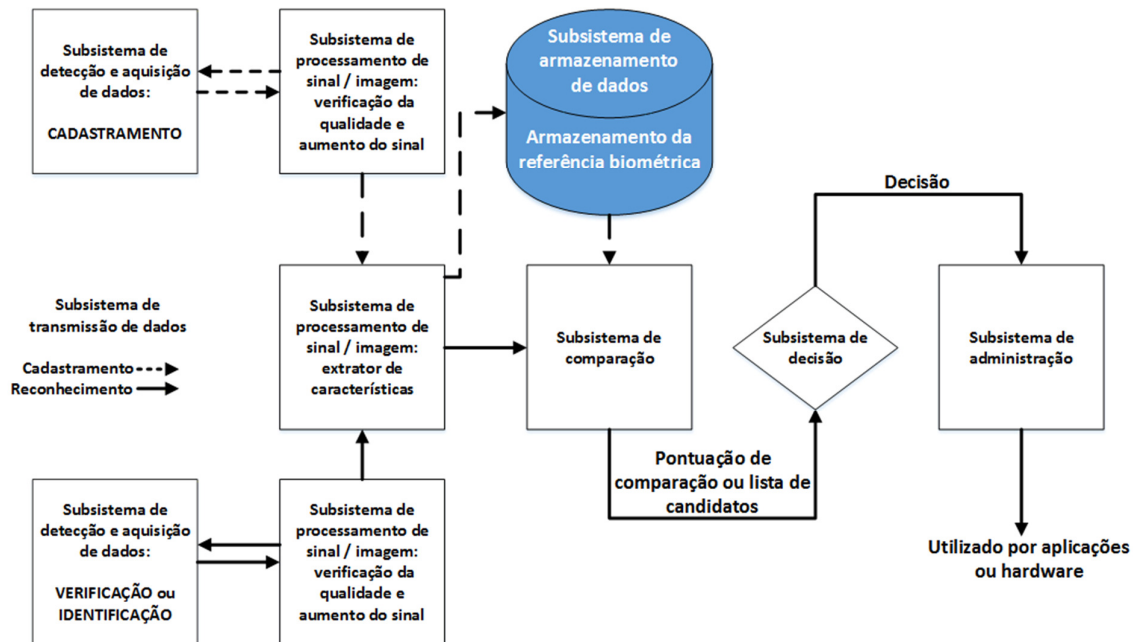 Subsistema de
detecção e aquisição
de dados:
CADASTRAMENTO
Subsistema de
processamento de
sinal / imagem:
verificação da
qualidade e
aumento do sinal
Subsistema de
armazenamento
de dados
Armazenamento da
referência biométrica
Decisão
Subsistema de
transmissão de dados
Cadastramento
Reconhecimento
Subsistema de
processamento de
sinal / imagem:
extrator de
características
Subsistema de
comparação
Subsistema de
decisão
Subsistema de
administração
Pontuação de
comparação ou lista de
candidatos
Subsistema de
detecção e aquisição
de dados:
VERIFICAÇÃO ou
IDENTIFICAÇÃO
Subsistema de
processamento de
sinal / imagem:
verificação da
qualidade e
aumento do sinal
Utilizado por aplicações
ou hardware